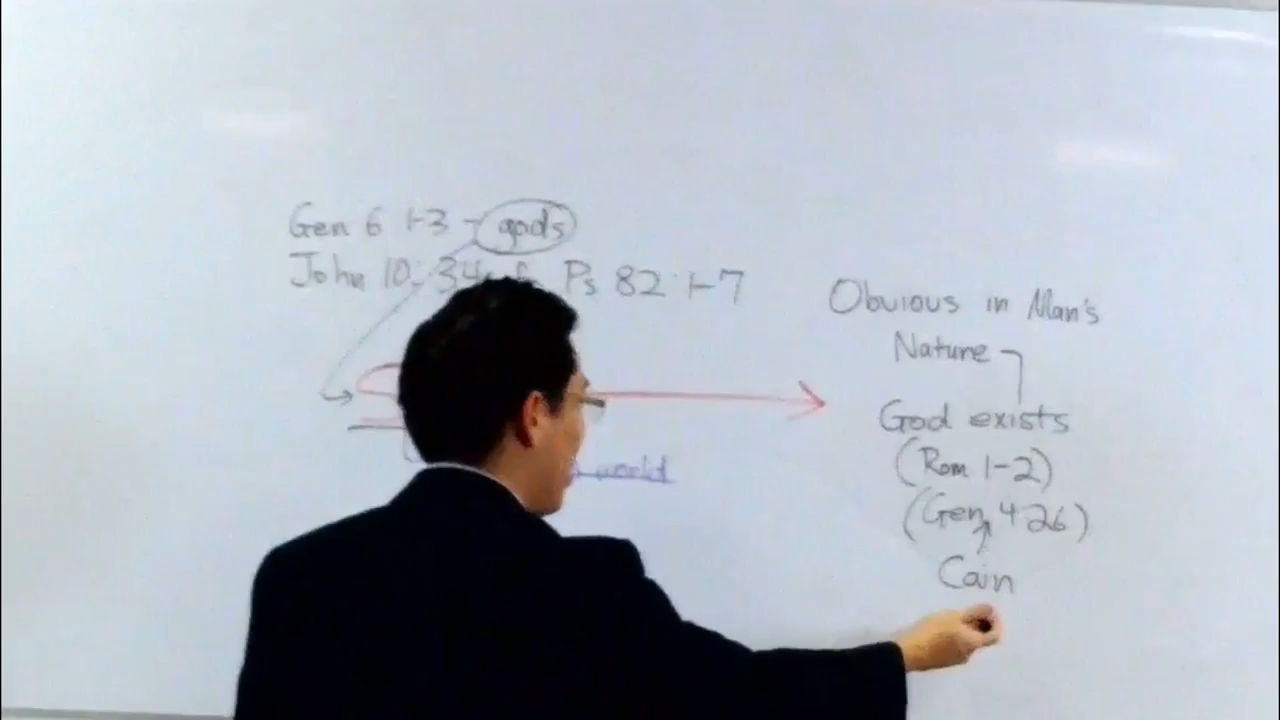 Gen 6 1-3 - gods
John 10:34 Ps 82:1-7
world
Obvious in Man's
Nature
God exists
(Rom 1-2)
(Gen 4:26)
Cain